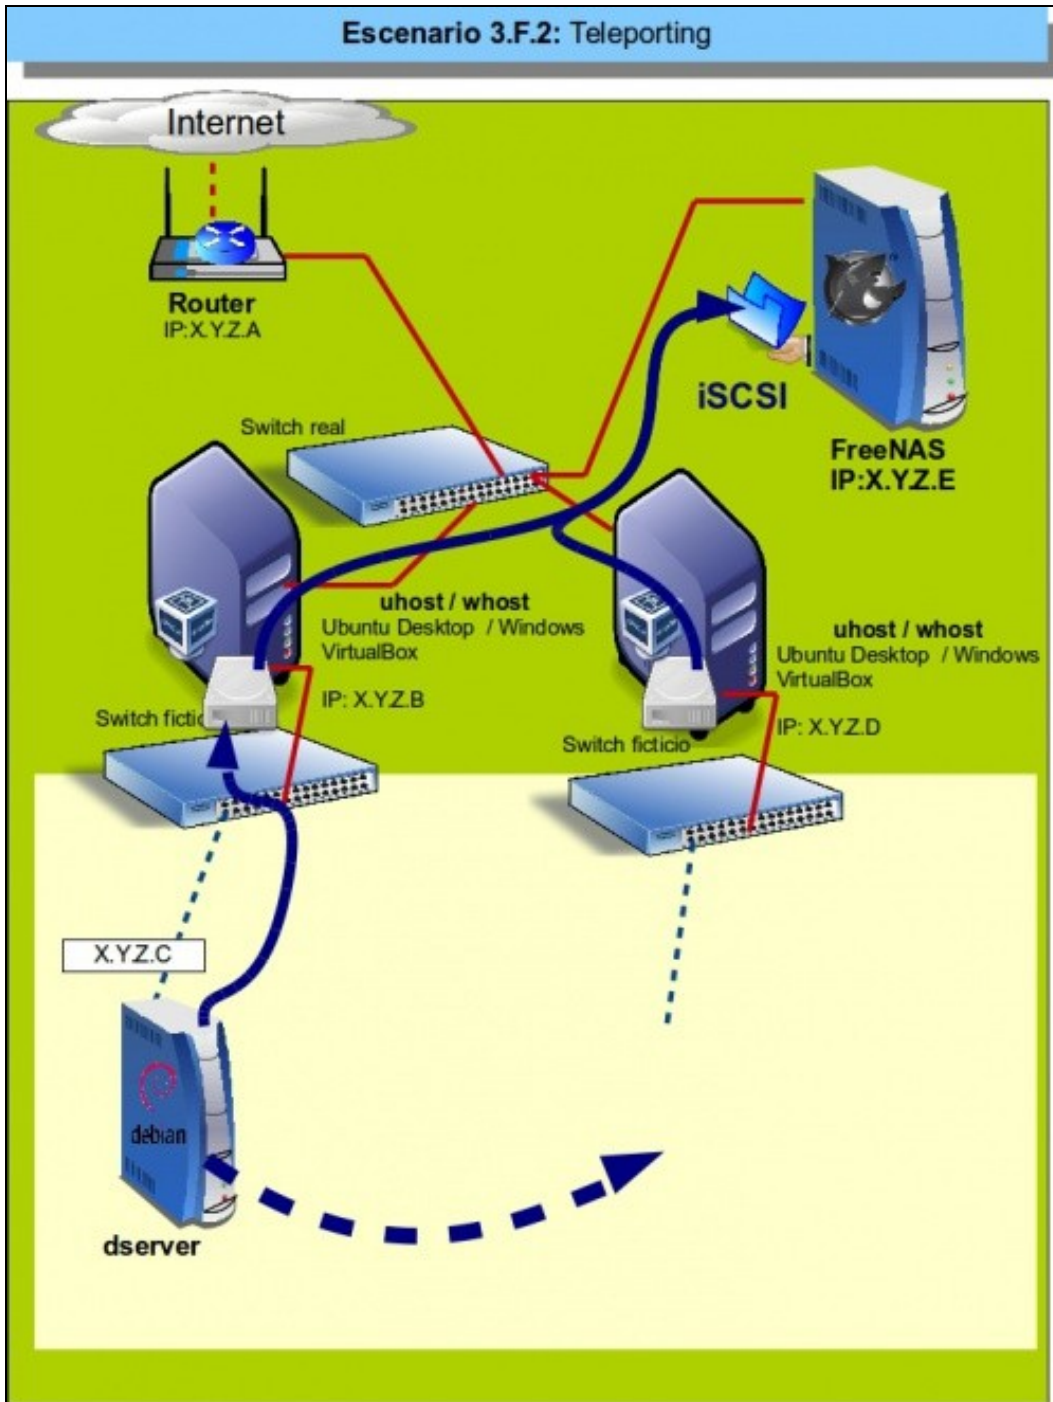 Escenario 3.F.2: Teleporting
Internet
Router
IP:X.Y.Z.A
iSCSI
FreeNAS
IP:X.Y.Z.E
Switch real
uhost / whost
Ubuntu Desktop / Windows
VirtualBox
IP: X.Y.Z.B
uhost / whost
Ubuntu Desktop / Windows
VirtualBox
IP: X.Y.Z.D
Switch fictic
Switch ficticio
X.Y.Z.C
debian
dserver